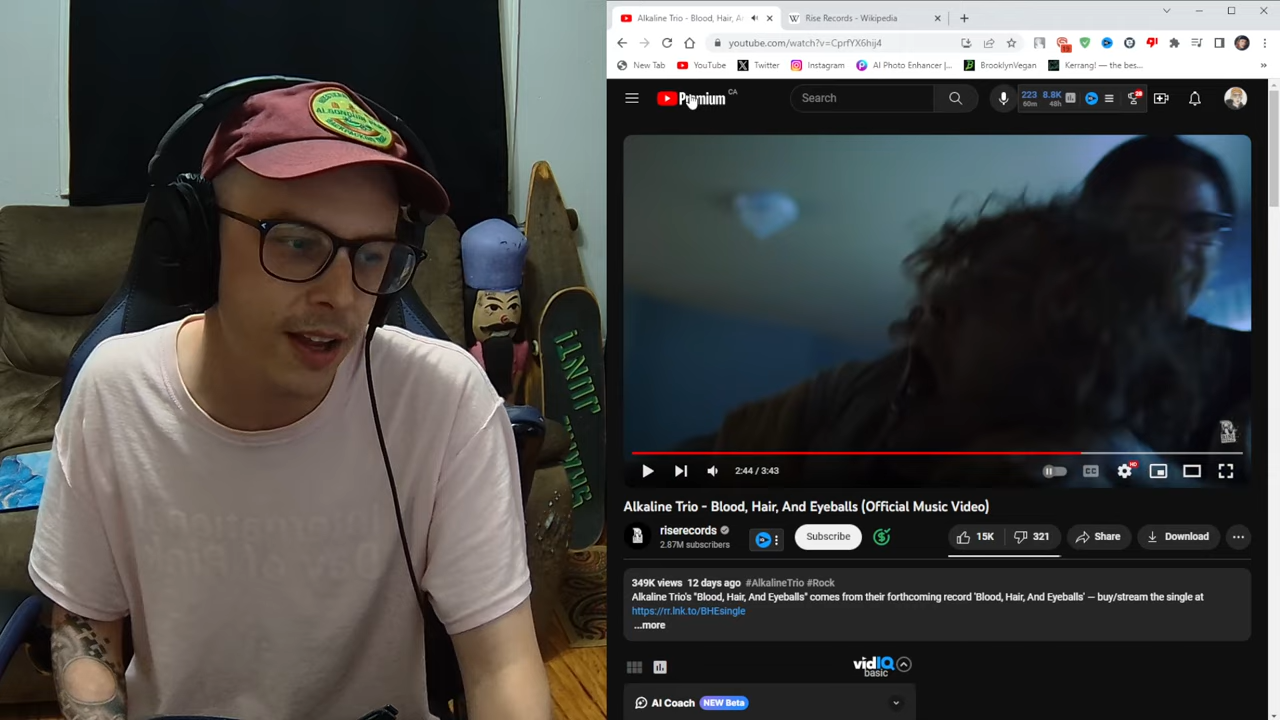 Alkaline Trio - Blood, Hair, A
Rise Records - Wikipedia
youtube.com/watch?v=CprfYX6hij4
New Tab
YouTube
Twitter
Instagram
AI Photo Enhancer |...
BrooklynVegan
Kerrang! — the bes...
Premium
CA
Search
223 8.8K
60m 48h
ALGONQUIN
2:44 / 3:43
CC
HD
Alkaline Trio - Blood, Hair, And Eyeballs (Official Music Video)
riserecords
2.87M subscribers
Subscribe
15K
321
Share
Download
349K views 12 days ago #AlkalineTrio #Rock
Alkaline Trio's "Blood, Hair, And Eyeballs" comes from their forthcoming record 'Blood, Hair, And Eyeballs' — buy/stream the single at
https://rr.lnk.to/BHEsingle
...more
vidIQ
basic
AI Coach
NEW Beta